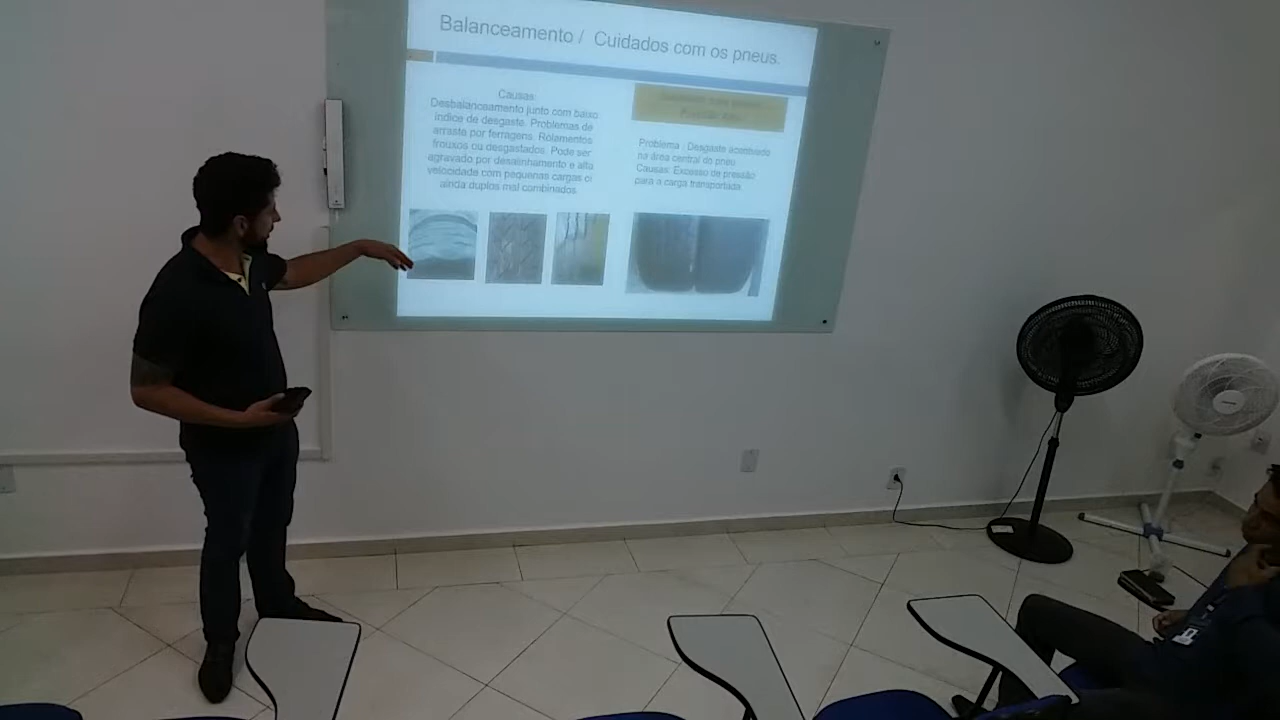 Balanceamento / Cuidados com os pneus.
Causas:
Desbalanceamento junto com baixo
índice de desgaste. Problemas de
arraste por ferragens. Rolamentos
frouxos ou desgastados. Pode ser
agravado por desalinhamento e alta
velocidade com pequenas cargas
ainda duplos mal combinados.
Problema : Desgaste acentuado
na área central do pneu
Causas: Excesso de pressão
para a carga transportada